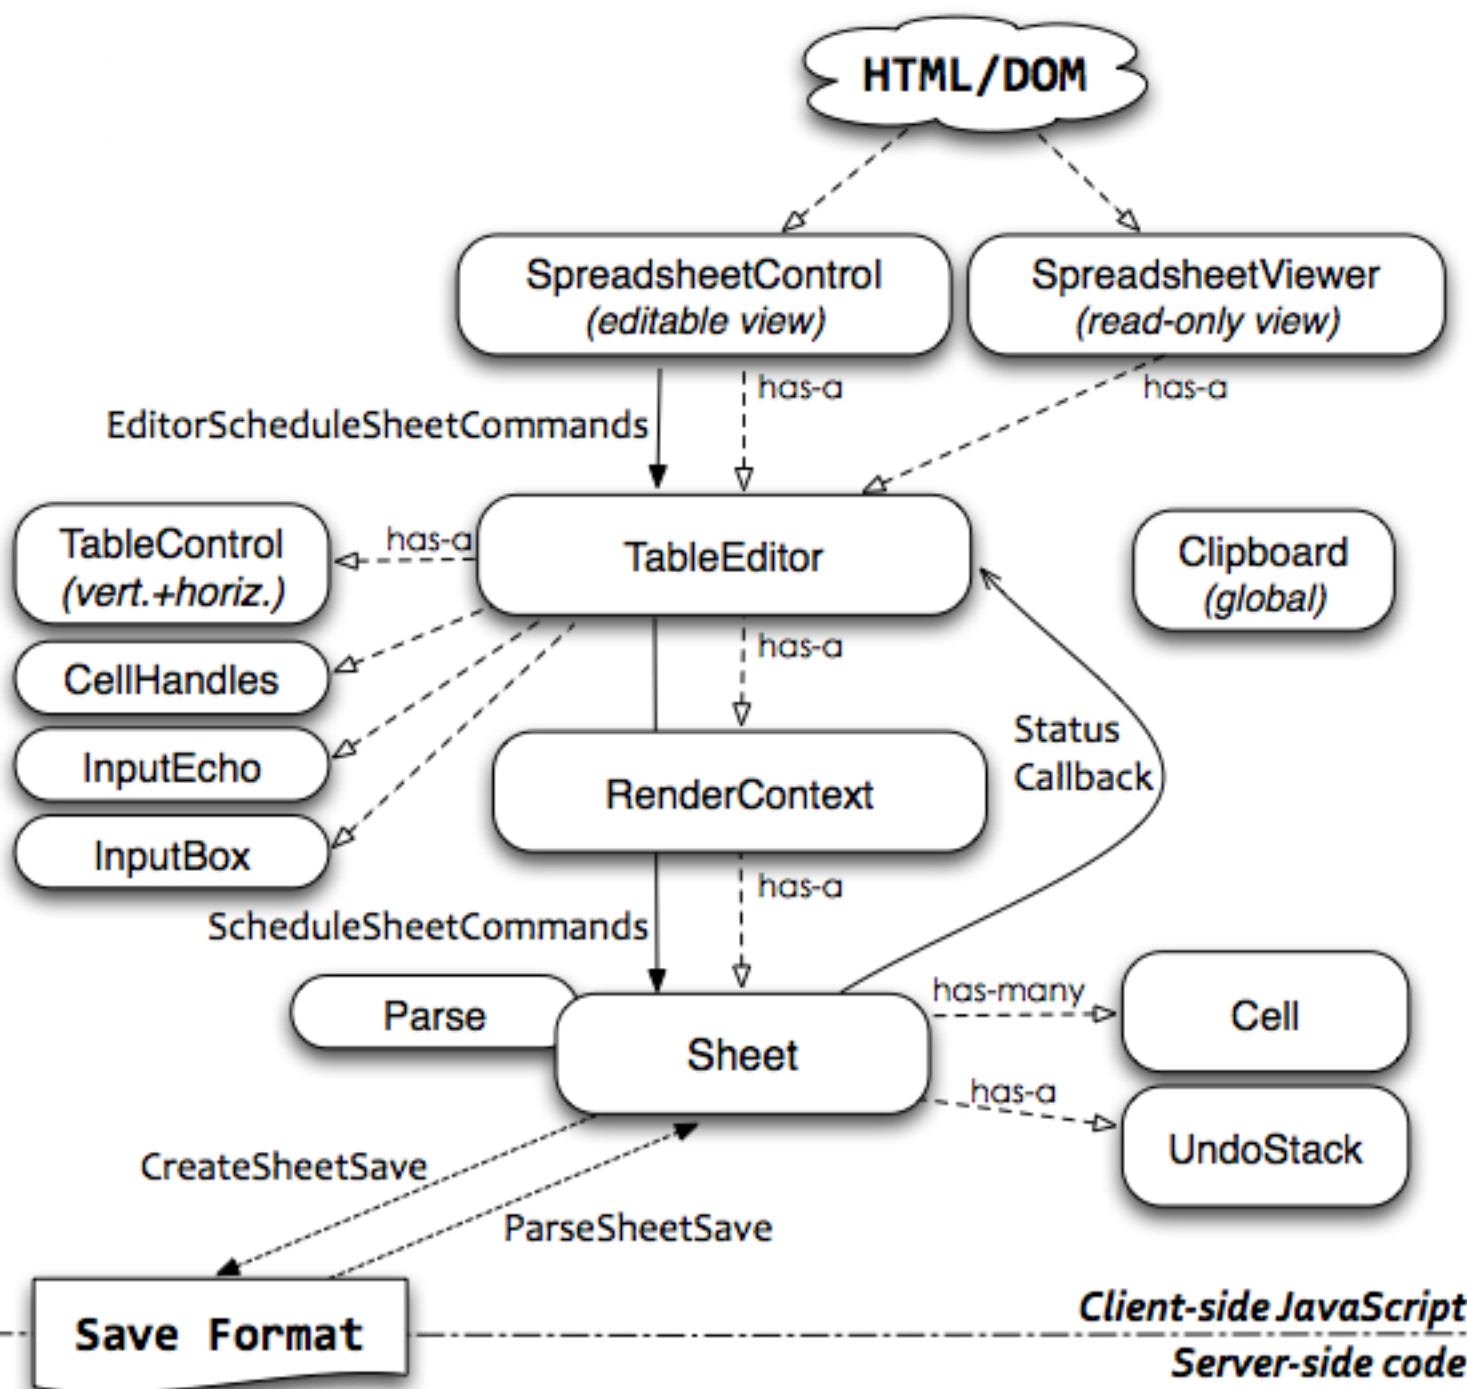 HTML/DOM
SpreadsheetControl
(editable view)
SpreadsheetViewer
(read-only view)
has-a
has-a
EditorScheduleSheetCommands
TableControl
(vert.+horiz.)
has-a
TableEditor
Clipboard
(global)
CellHandles
has-a
InputEcho
RenderContext
Status
Callback
InputBox
has-a
ScheduleSheetCommands
Parse
Sheet
has-many
Cell
has-a
UndoStack
CreateSheetSave
ParseSheetSave
Save Format
Client-side JavaScript
Server-side code